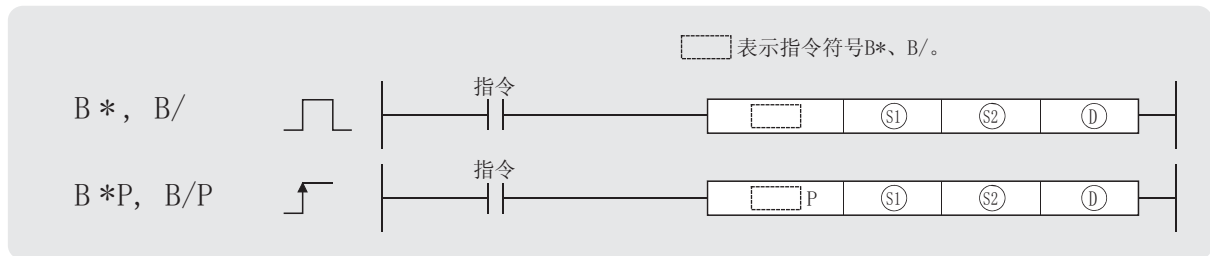 表示指令符号B*、B/。
指令
B*, B/ S1 S2 D
指令
B*P, B/P P S1 S2 D